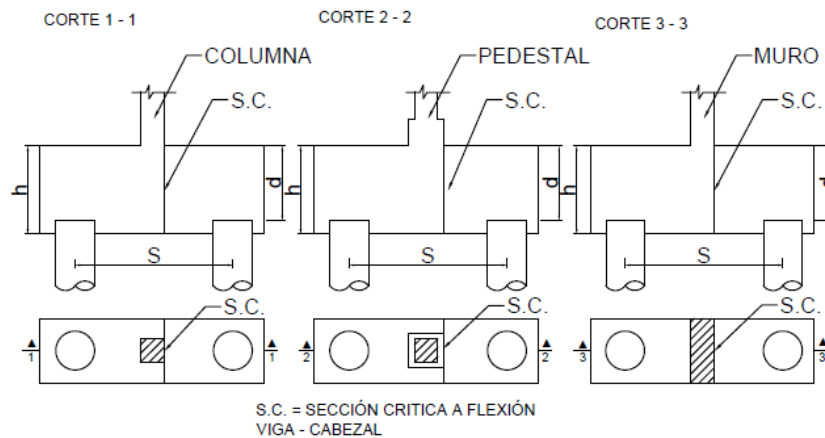 CORTE 1 - 1
CORTE 2 - 2
CORTE 3 - 3
COLUMNA
PEDESTAL
MURO
S.C.
S.C.
S.C.
h
d
h
d
h
d
S
S
S
S.C.
S.C.
S.C.
1
1
2
2
3
3
S.C. = SECCIÓN CRITICA A FLEXIÓN
VIGA - CABEZAL